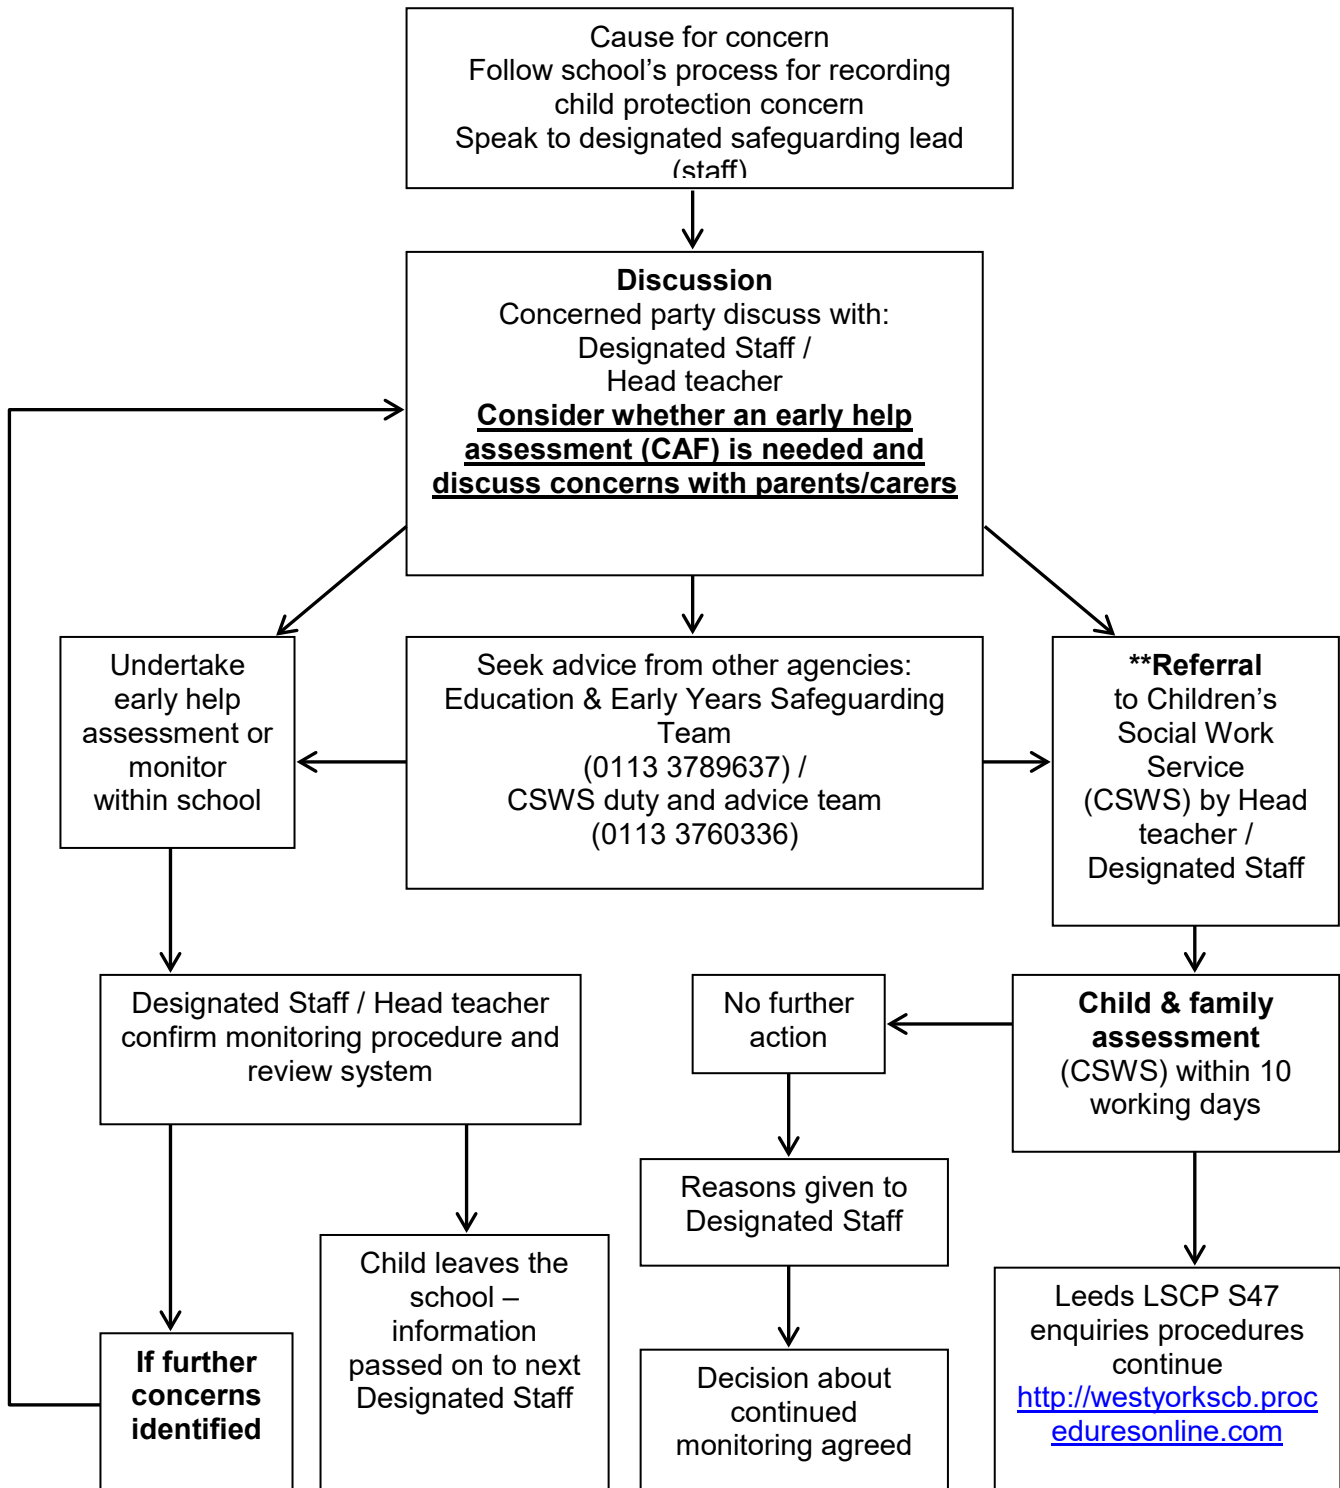 Cause for concern
Follow school’s process for recording
child protection concern
Speak to designated safeguarding lead
(staff)
Discussion
Concerned party discuss with:
Designated Staff /
Head teacher
Consider whether an early help
assessment (CAF) is needed and
discuss concerns with parents/carers
Undertake
early help
assessment or
monitor
within school
Seek advice from other agencies:
Education & Early Years Safeguarding
Team
(0113 3789637) /
CSWS duty and advice team
(0113 3760336)
**Referral
to Children’s
Social Work
Service
(CSWS) by Head
teacher /
Designated Staff
Designated Staff / Head teacher
confirm monitoring procedure and
review system
No further
action
Child & family
assessment
(CSWS) within 10
working days
Reasons given to
Designated Staff
If further
concerns
identified
Child leaves the
school –
information
passed on to next
Designated Staff
Decision about
continued
monitoring agreed
Leeds LSCP S47
enquiries procedures
continue
http://westyorkscb.proc
eduresonline.com